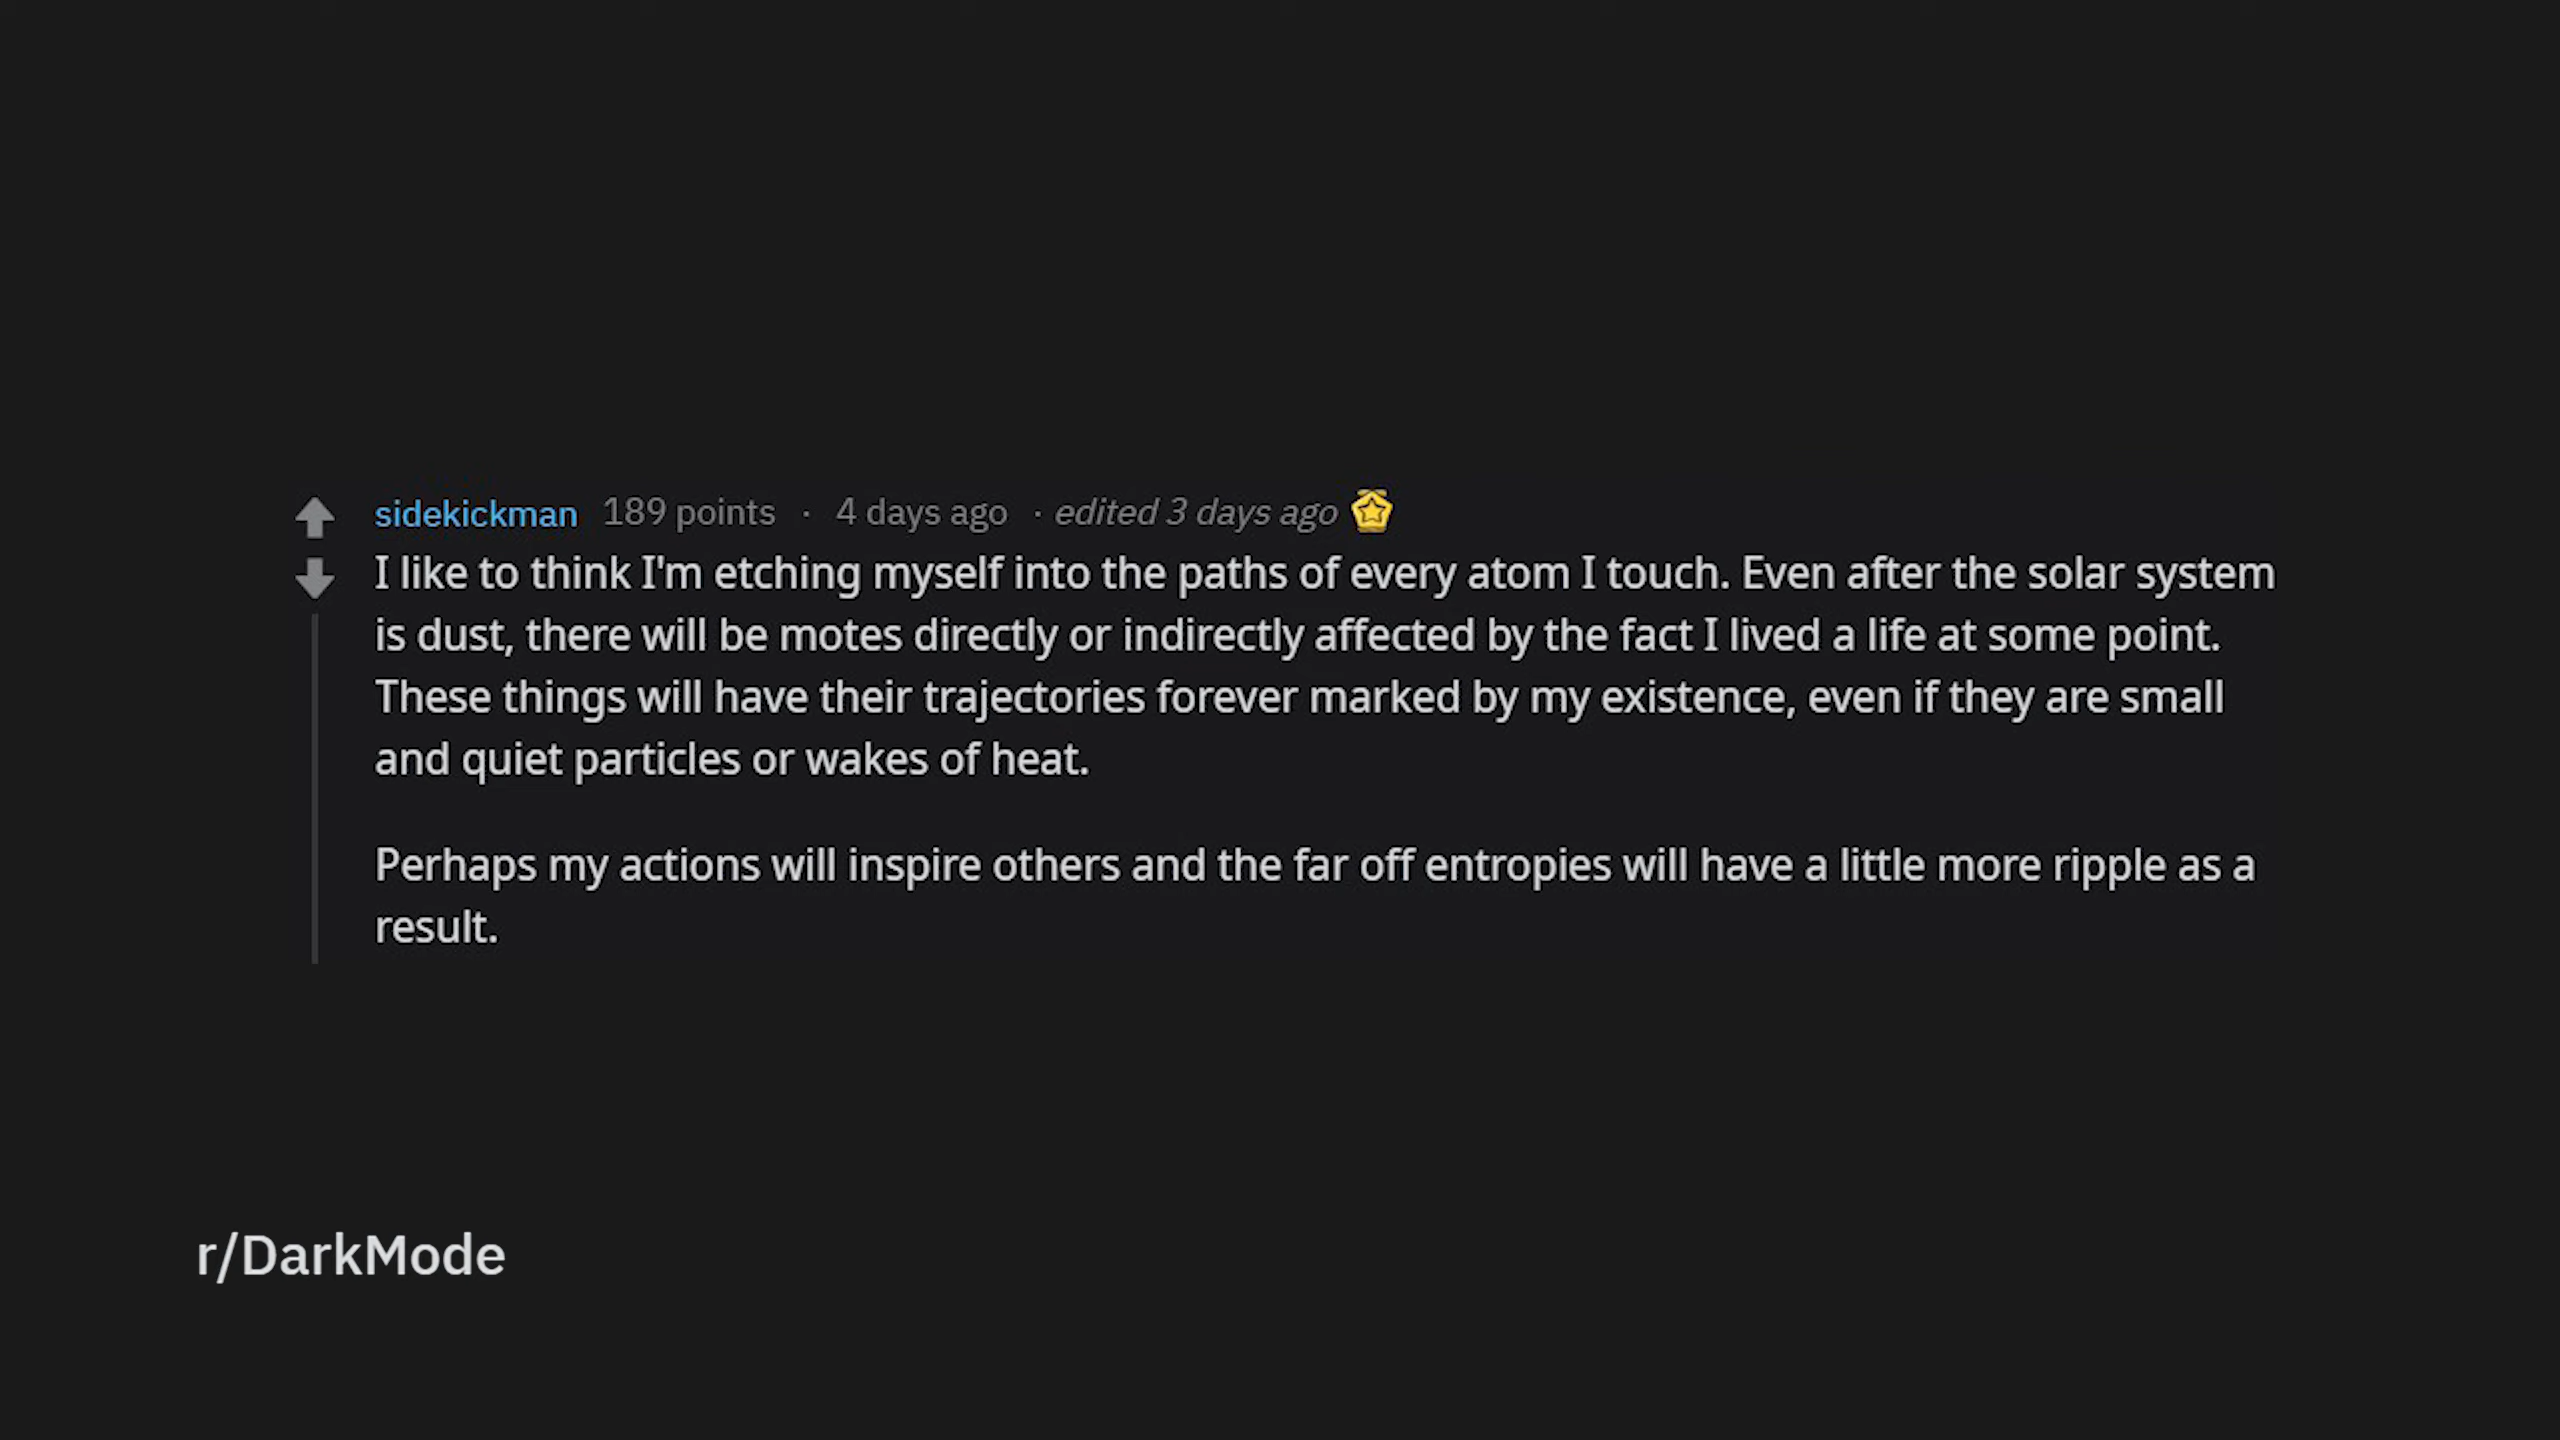 sidekickman 189 points · 4 days ago · edited 3 days ago
I like to think I'm etching myself into the paths of every atom I touch. Even after the solar system
is dust, there will be motes directly or indirectly affected by the fact I lived a life at some point.
These things will have their trajectories forever marked by my existence, even if they are small
and quiet particles or wakes of heat.
Perhaps my actions will inspire others and the far off entropies will have a little more ripple as a
result.
r/DarkMode